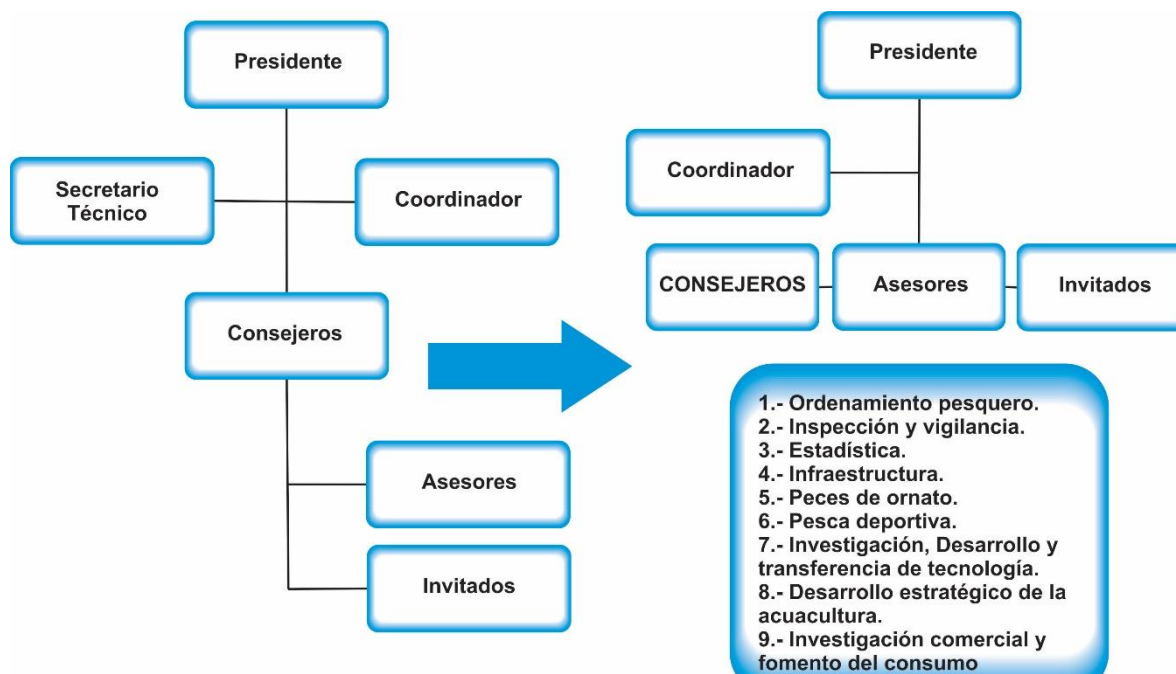 Presidente
Secretario
Técnico
Coordinador
Consejeros
Asesores
Invitados
Presidente
Coordinador
CONSEJEROS
Asesores
Invitados
1.- Ordenamiento pesquero.
2.- Inspección y vigilancia.
3.- Estadística.
4.- Infraestructura.
5.- Peces de ornato.
6.- Pesca deportiva.
7.- Investigación, Desarrollo y
transferencia de tecnología.
8.- Desarrollo estratégico de la
acuacultura.
9.- Investigación comercial y
fomento del consumo